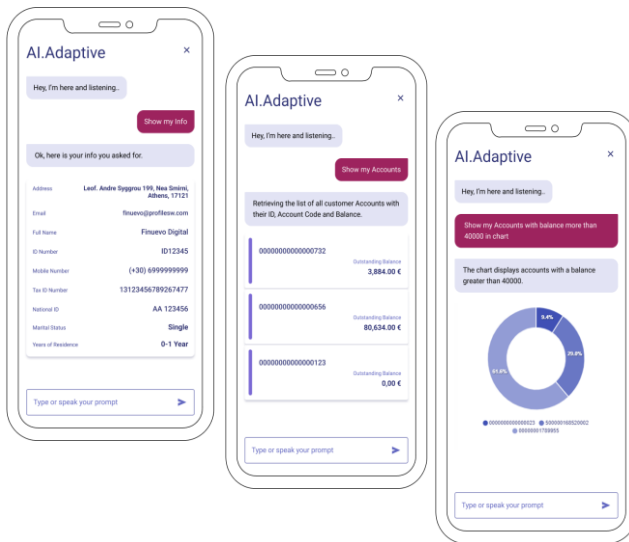 AI.Adaptive
×
Hey, I'm here and listening..
Show my Info
Ok, here is your info you asked for.
Address Leof. Andre Syggrou 199, Nea Smirni,
Athens, 17121
Email finuevo@profilesw.com
Full Name Finuevo Digital
ID Number ID12345
Mobile Number (+30) 6999999999
Tax ID Number 13123456789267477
National ID AA 123456
Marital Status Single
Years of Residence 0-1 Year
Type or speak your prompt
AI.Adaptive
×
Hey, I'm here and listening..
Show my Accounts
Retrieving the list of all customer Accounts with
their ID, Account Code and Balance.
00000000000000732
Outstanding Balance
3,884.00 €
00000000000000656
Outstanding Balance
80,634.00 €
00000000000000123
Outstanding Balance
0,00 €
Type or speak your prompt
AI.Adaptive
×
Hey, I'm here and listening..
Show my Accounts with balance more than
40000 in chart
The chart displays accounts with a balance
greater than 40000.
9.4%
Type or speak your prompt